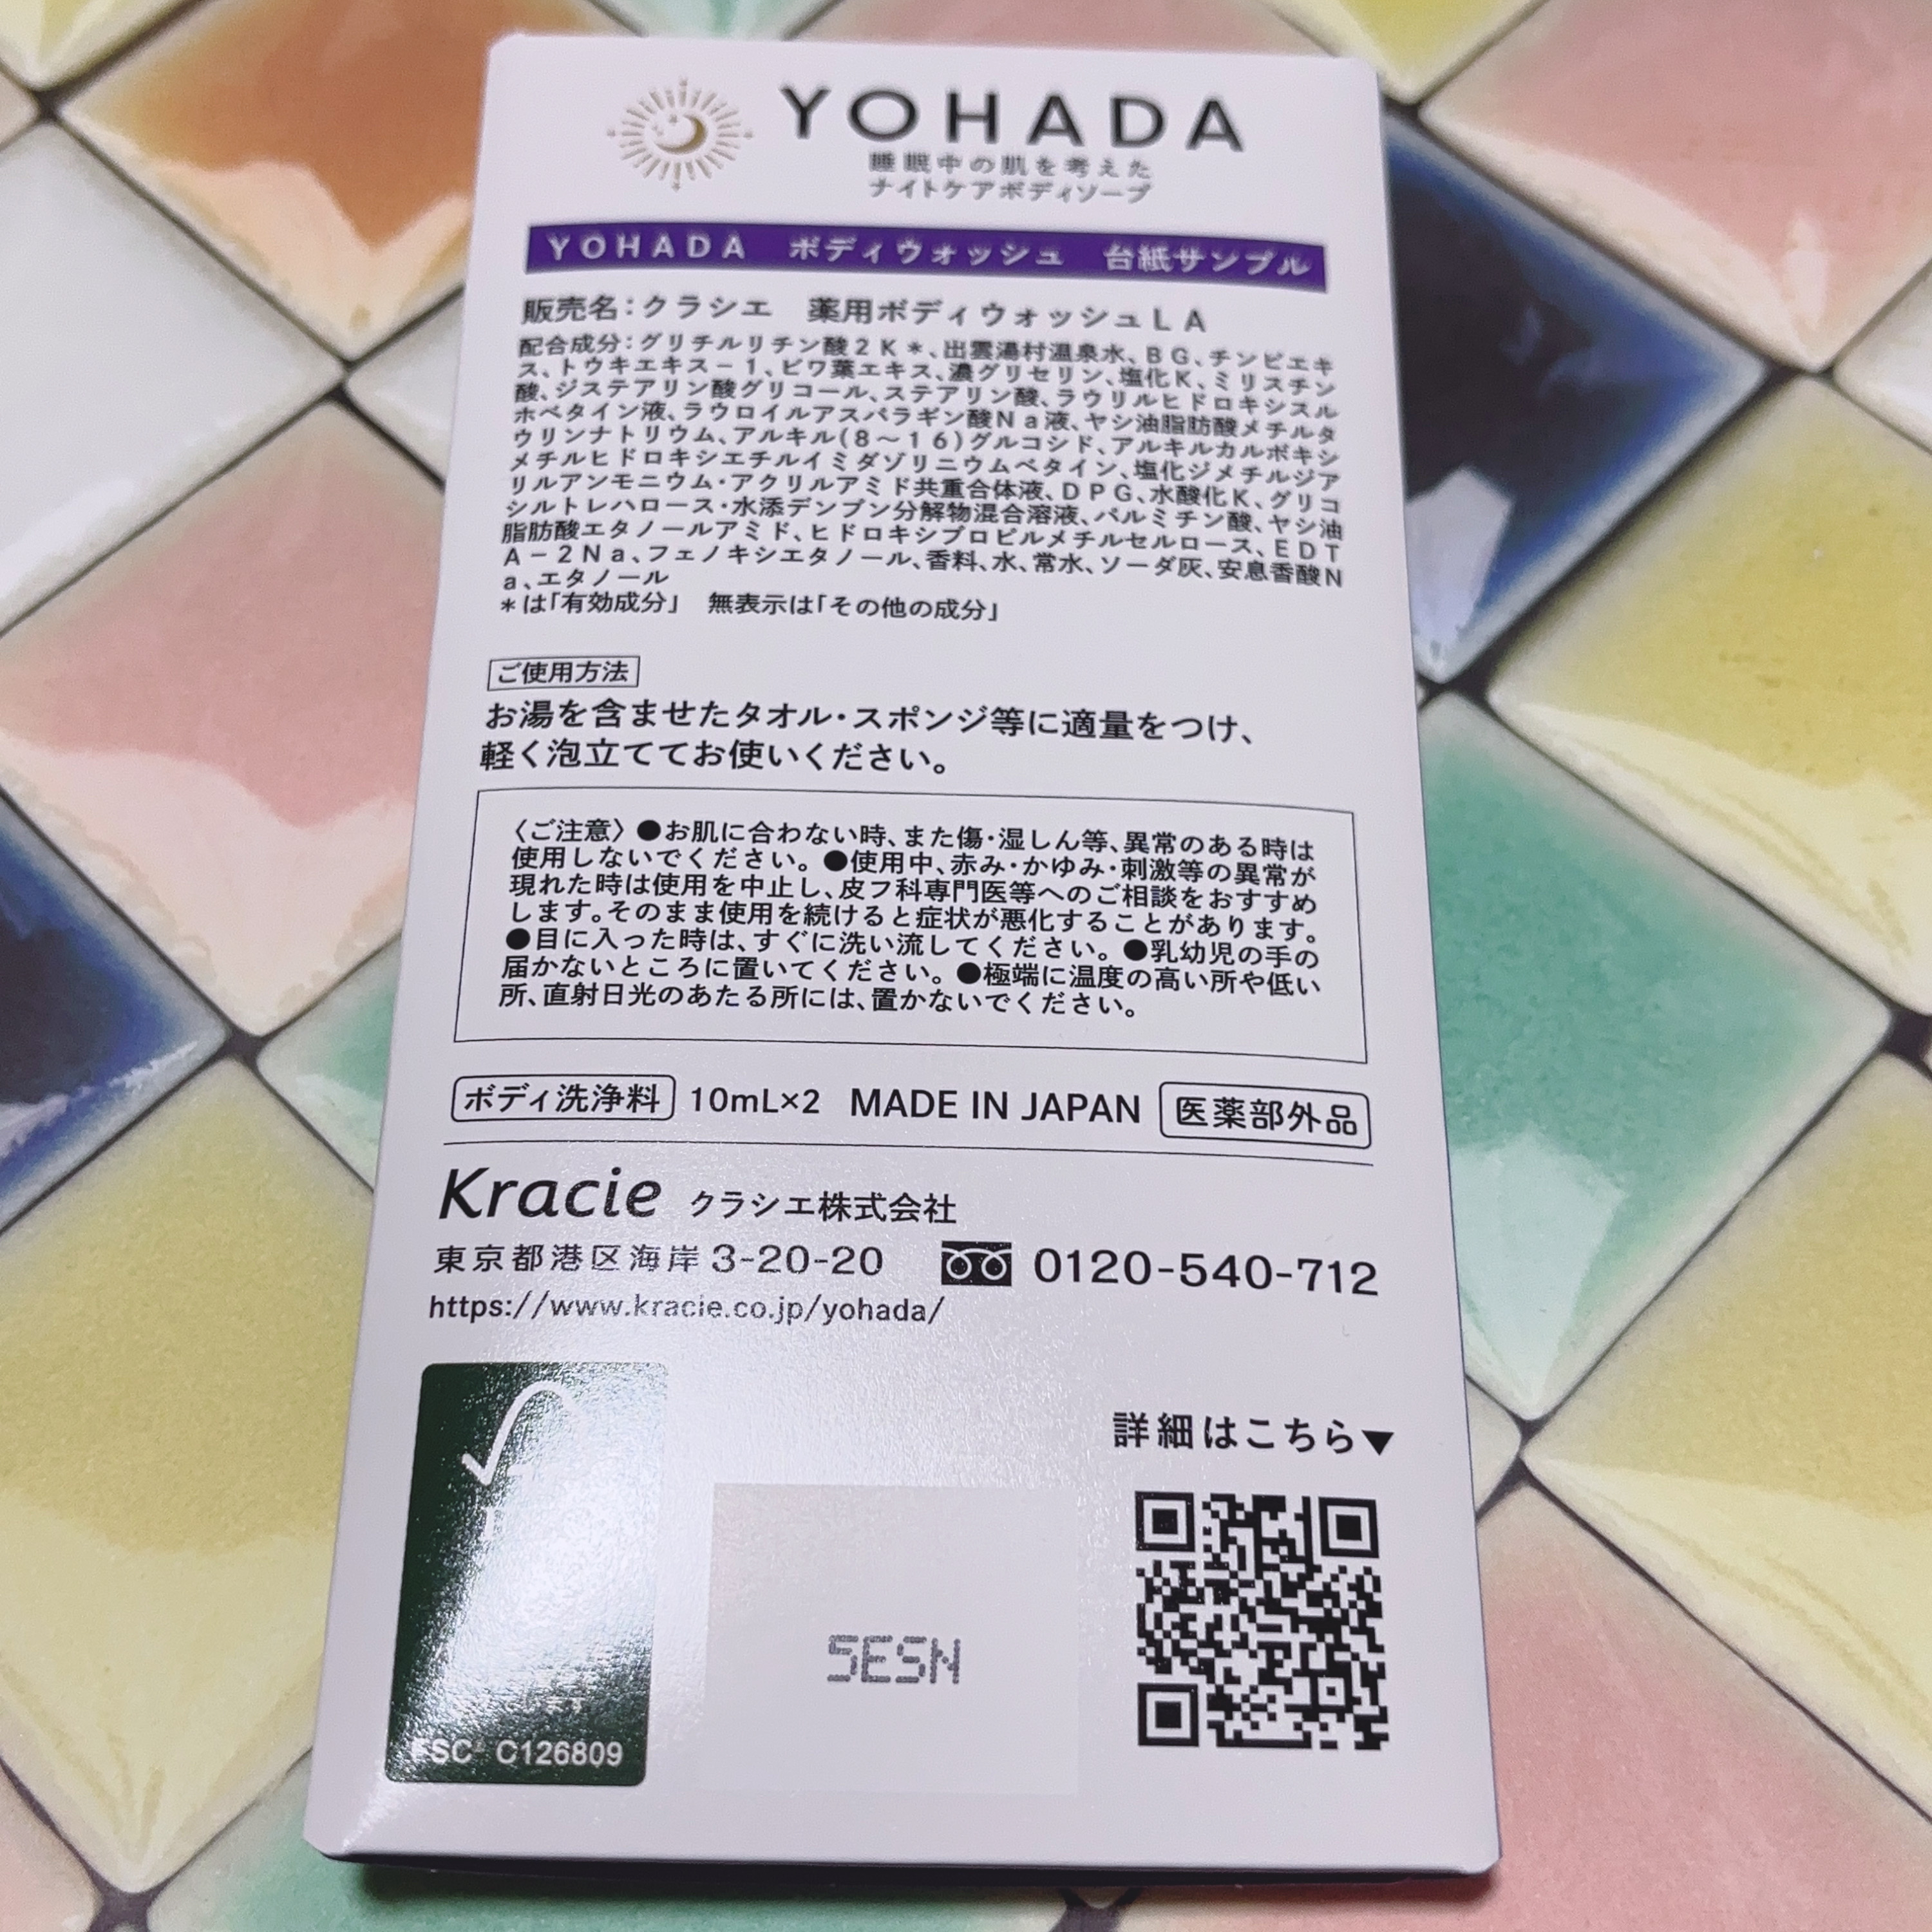 YOHADA
睡眠中の肌を考えた
ナイトケアボディソープ
YOHADA ボディウォッシュ 台紙サンプル
販売名:クラシエ 薬用ボディウォッシュLA
配合成分:グリチルリチン酸2K*、出雲湯村温泉水、BG、チンピエキ
ス、トウキエキス-1、ビワ葉エキス、濃グリセリン、塩化K、ミリスチン
酸、ジステアリン酸グリコール、ステアリン酸、ラウリルヒドロキシスル
ホベタイン液、ラウロイルアスパラギン酸Na液、ヤシ油脂肪酸メチルタ
ウリンナトリウム、アルキル(8~16)グルコシド、アルキルカルボキシ
メチルヒドロキシエチルイミダゾリニウムベタイン、塩化ジメチルジア
リルアンモニウム・アクリルアミド共重合体液、DPG、水酸化K、グリコ
シルトレハロース・水添デンプン分解物混合溶液、パルミチン酸、ヤシ油
脂肪酸エタノールアミド、ヒドロキシプロピルメチルセルロース、EDT
A-2Na、フェノキシエタノール、香料、水、常水、ソーダ灰、安息香酸N
a、エタノール
*は「有効成分」 無表示は「その他の成分」
ご使用方法
お湯を含ませたタオル・スポンジ等に適量をつけ、
軽く泡立ててお使いください。
〈ご注意〉●お肌に合わない時、また傷・湿しん等、異常のある時は
使用しないでください。●使用中、赤み・かゆみ・刺激等の異常が
現れた時は使用を中止し、皮フ科専門医等へのご相談をおすすめ
します。そのまま使用を続けると症状が悪化することがあります。
●目に入った時は、すぐに洗い流してください。●乳幼児の手の
届かないところに置いてください。●極端に温度の高い所や低い
所、直射日光のあたる所には、置かないでください。
ボディ洗浄料 10mL×2 MADE IN JAPAN 医薬部外品
Kracie クラシエ株式会社
東京都港区海岸3-20-20 0120-540-712
https://www.kracie.co.jp/yohada/
詳細はこちら▼
5ESN
FSC® C126809